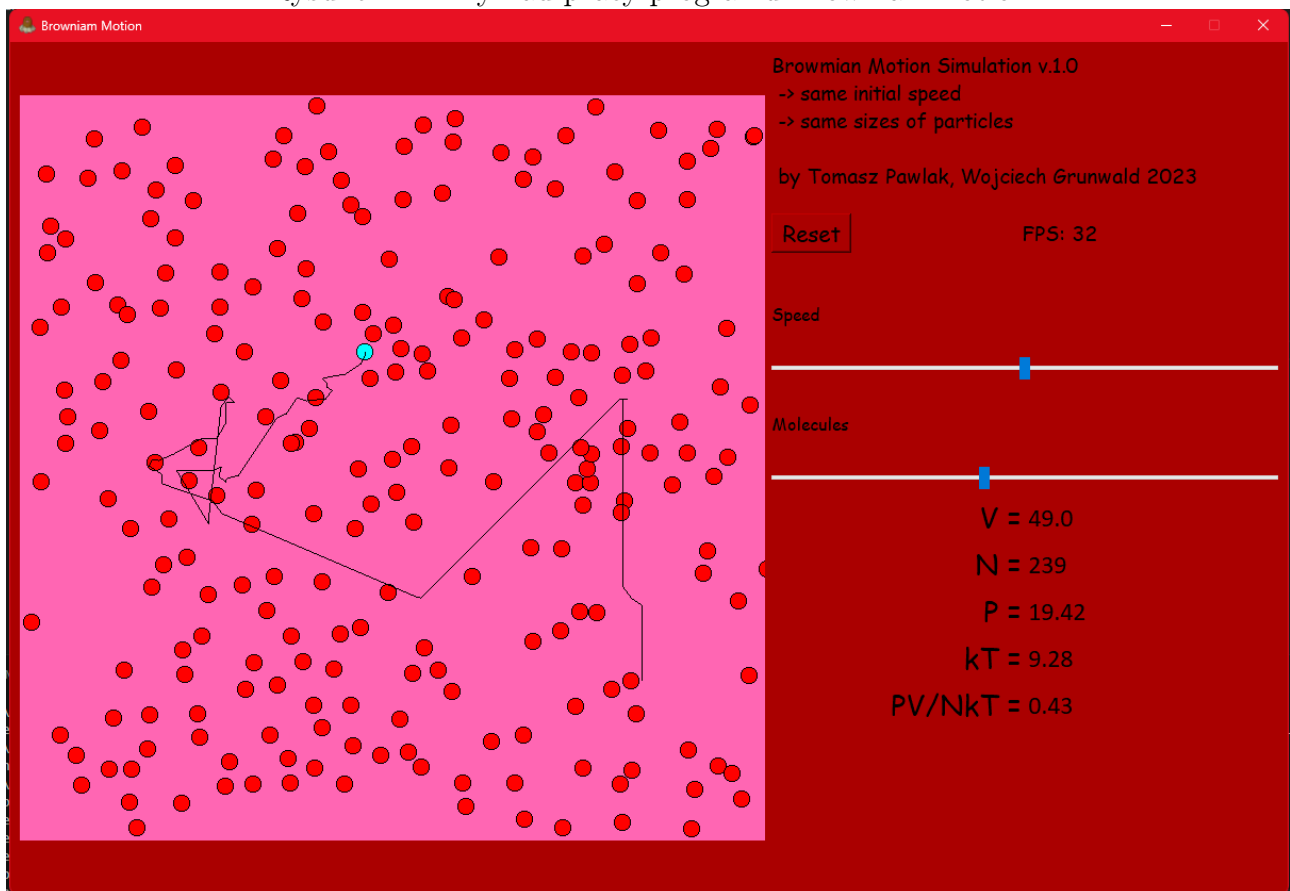 Browniam Motion
Browmian Motion Simulation v.1.0
-> same initial speed
-> same sizes of particles
by Tomasz Pawlak, Wojciech Grunwald 2023
Reset
FPS: 32
Speed
Molecules
V = 49.0
N = 239
P = 19.42
kT = 9.28
PV/NkT = 0.43